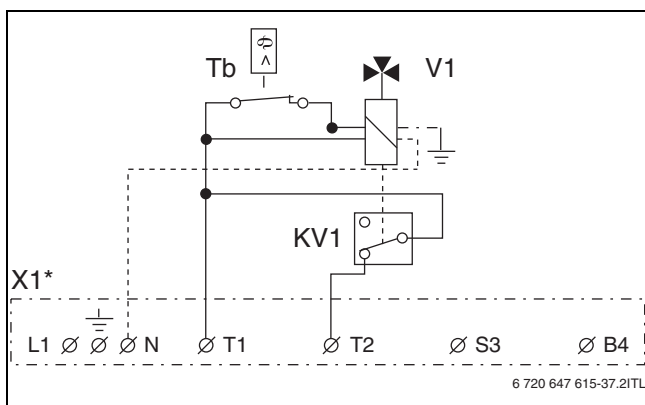 Tb
ϑ >
V1
KV1
X1*
L1 N T1 T2 S3 B4
6 720 647 615-37.2ITL